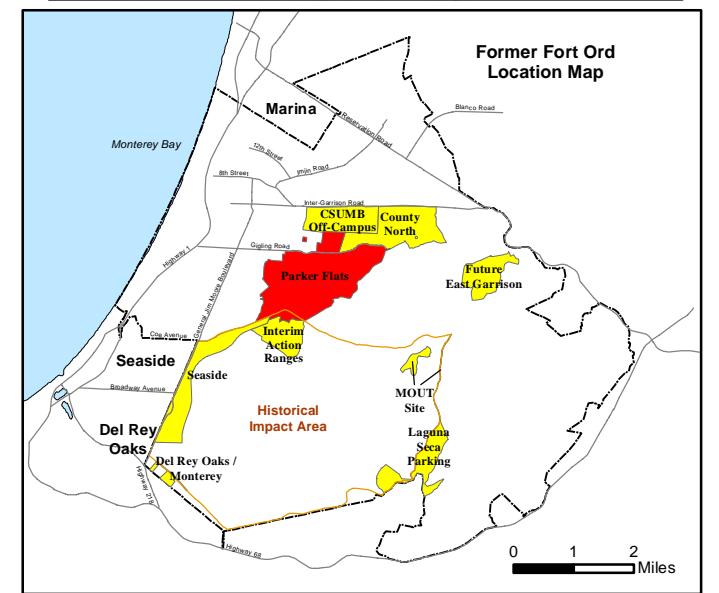 Former Fort Ord
Location Map
Marina
Blanco Road
Reservation Road
Monterey Bay
12th Street
Imjin Road
8th Street
Inter-Garrison Road
CSUMB
Off-Campus
County
North
Gigling Road
Highway 1
Parker Flats
Future
East Garrison
General Jim Moore Boulevard
Coe Avenue
Interim
Action
Ranges
Seaside
Seaside
Broadway Avenue
MOUT
Site
Historical
Impact Area
Del Rey
Oaks
Laguna
Seca
Parking
Del Rey Oaks /
Monterey
Highway 218
Highway 68
0 1 2
Miles